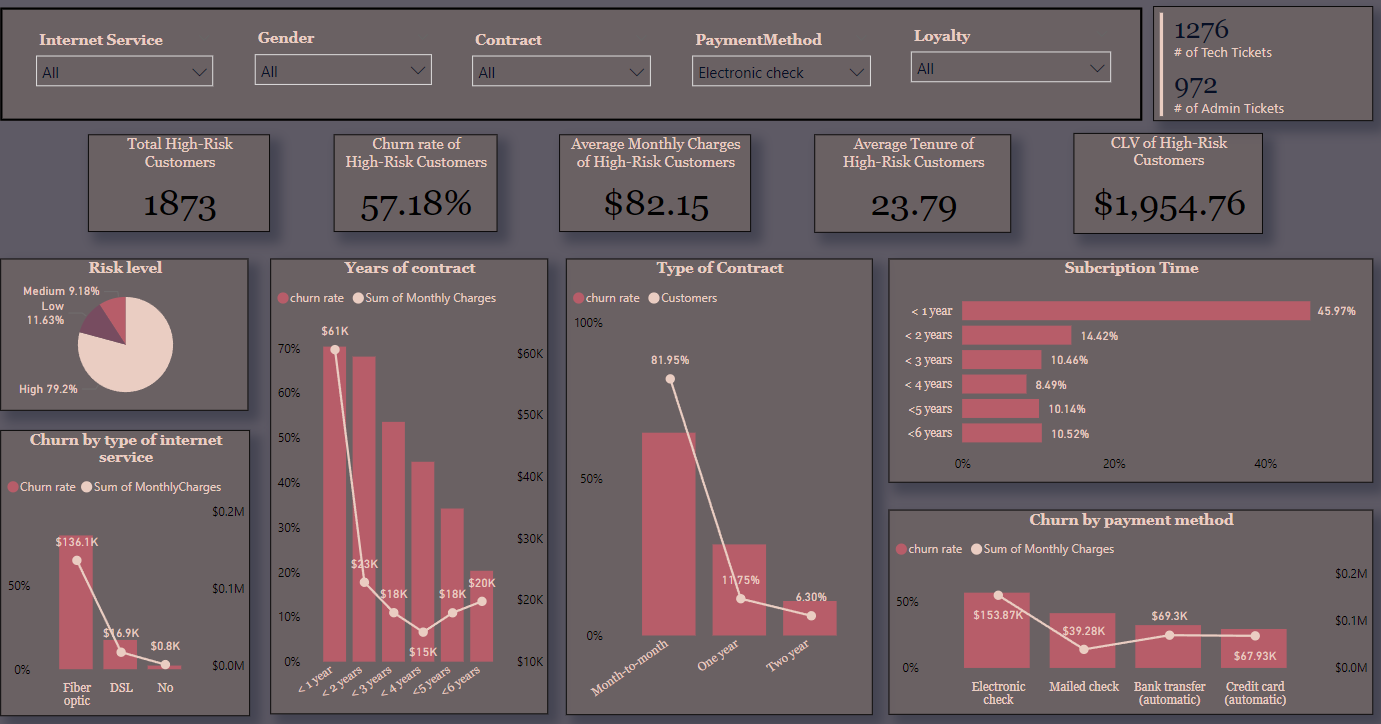 Internet Service
All
Gender
All
Contract
All
PaymentMethod
Electronic check
Loyalty
All
1276
# of Tech Tickets
972
# of Admin Tickets
Total High-Risk
Customers
1873
Churn rate of
High-Risk Customers
57.18%
Average Monthly Charges
of High-Risk Customers
$82.15
Average Tenure of
High-Risk Customers
23.79
CLV of High-Risk
Customers
$1,954.76
Risk level
Medium 9.18%
Low
11.63%
High 79.2%
Churn by type of internet
service
Churn rate Sum of MonthlyCharges
$0.2M
$0.1M
$0.0M
50%
0%
$136.1K
$16.9K
$0.8K
Fiber
optic
DSL
No
Years of contract
churn rate Sum of Monthly Charges
70%
60%
50%
40%
30%
20%
10%
0%
$60K
$50K
$40K
$30K
$20K
$10K
$61K
$23K
$18K
$15K
$18K
$20K
< 1 year
< 2 years
< 3 years
< 4 years
<5 years
<6 years
Type of Contract
churn rate Customers
100%
50%
0%
81.95%
11.75%
6.30%
Month-to-month
One year
Two year
Subcription Time
< 1 year 45.97%
< 2 years 14.42%
< 3 years 10.46%
< 4 years 8.49%
<5 years 10.14%
<6 years 10.52%
0% 20% 40%
Churn by payment method
churn rate Sum of Monthly Charges
50%
0%
$0.2M
$0.1M
$0.0M
$153.87K
$39.28K
$69.3K
$67.93K
Electronic
check
Mailed check
Bank transfer
(automatic)
Credit card
(automatic)